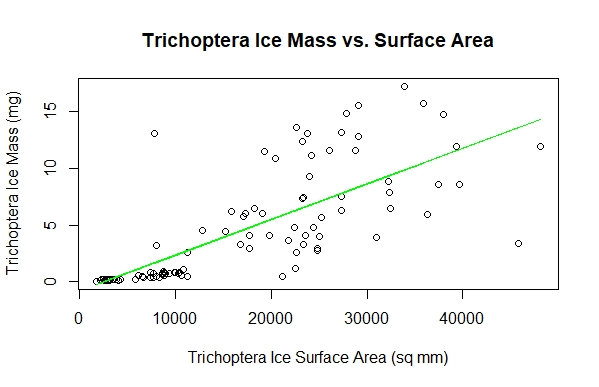 Trichoptera Ice Mass vs. Surface Area
Trichoptera Ice Mass (mg)
15
10
5
0
0 10000 20000 30000 40000
Trichoptera Ice Surface Area (sq mm)